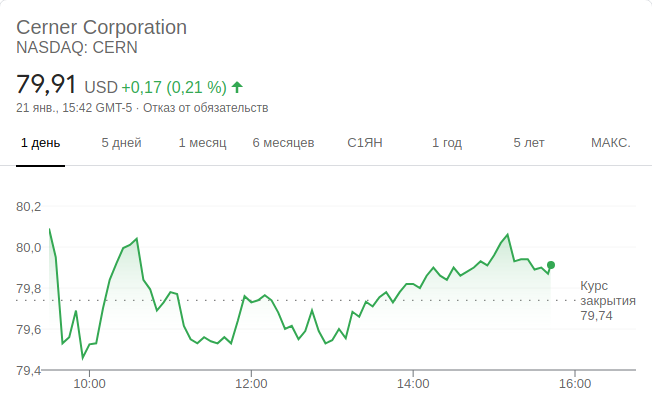 Cerner Corporation
NASDAQ: CERN
79,91 USD +0,17 (0,21 %)
21 янв., 15:42 GMT-5 · Отказ от обязательств
1 день 5 дней 1 месяц 6 месяцев С1ЯН 1 год 5 лет МАКС.
80,2
80,0
79,8
79,6
79,4
Курс
закрытия
79,74
10:00 12:00 14:00 16:00